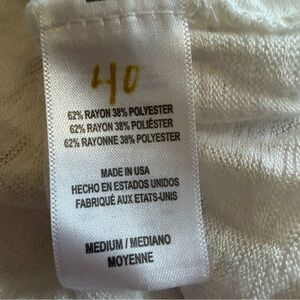 40
62% RAYON 38% POLYESTER
62% RAYON 38% POLIÉSTER
62% RAYONNE 38% POLYESTER
MADE IN USA
HECHO EN ESTADOS UNIDOS
FABRIQUÉ AUX ETATS-UNIS
MEDIUM / MEDIANO
MOYENNE